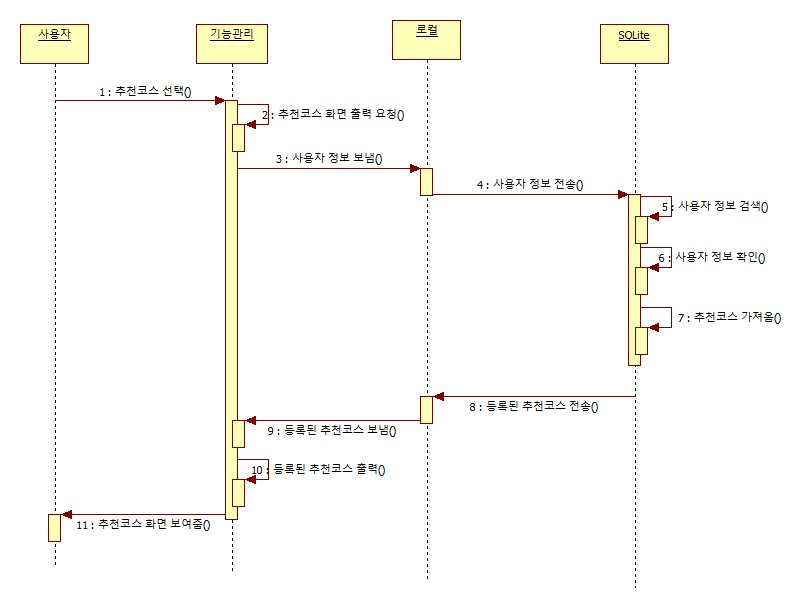 사용자
기능관리
로컬
SQLite
1 : 추천코스 선택()
2 : 추천코스 화면 출력 요청()
3 : 사용자 정보 보냄()
4 : 사용자 정보 전송()
5 : 사용자 정보 검색()
6 : 사용자 정보 확인()
7 : 추천코스 가져옴()
8 : 등록된 추천코스 전송()
9 : 등록된 추천코스 보냄()
10 : 등록된 추천코스 출력()
11 : 추천코스 화면 보여줌()